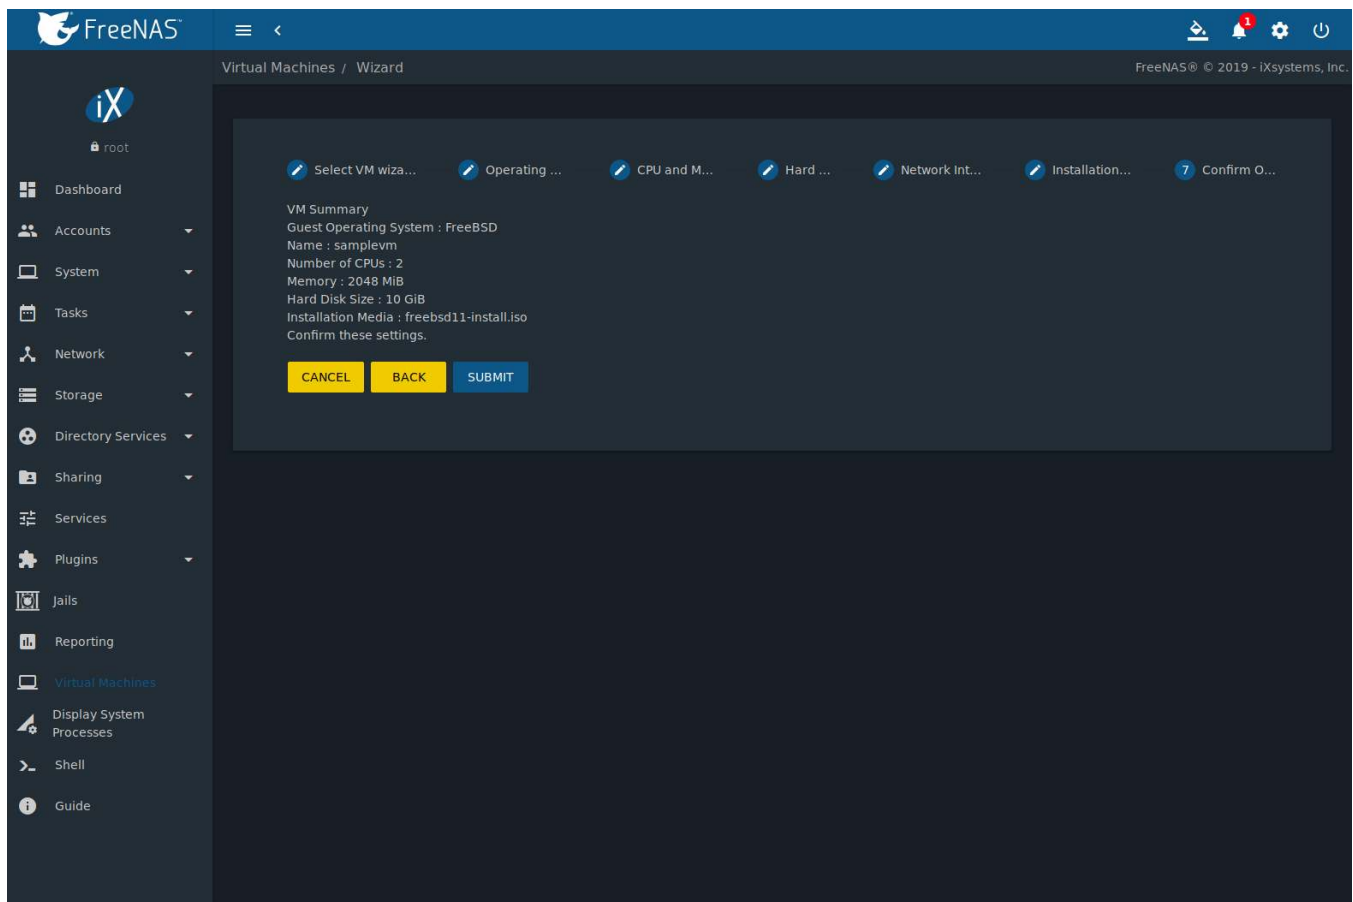 FreeNAS™
1
Virtual Machines / Wizard
FreeNAS® © 2019 - iXsystems, Inc.
iX
root
Dashboard
Accounts
System
Tasks
Network
Storage
Directory Services
Sharing
Services
Plugins
Jails
Reporting
Virtual Machines
Display System
Processes
Shell
Guide
Select VM wiza...
Operating ...
CPU and M...
Hard ...
Network Int...
Installation...
7 Confirm O...
VM Summary
Guest Operating System : FreeBSD
Name : samplevm
Number of CPUs : 2
Memory : 2048 MiB
Hard Disk Size : 10 GiB
Installation Media : freebsd11-install.iso
Confirm these settings.
CANCEL
BACK
SUBMIT